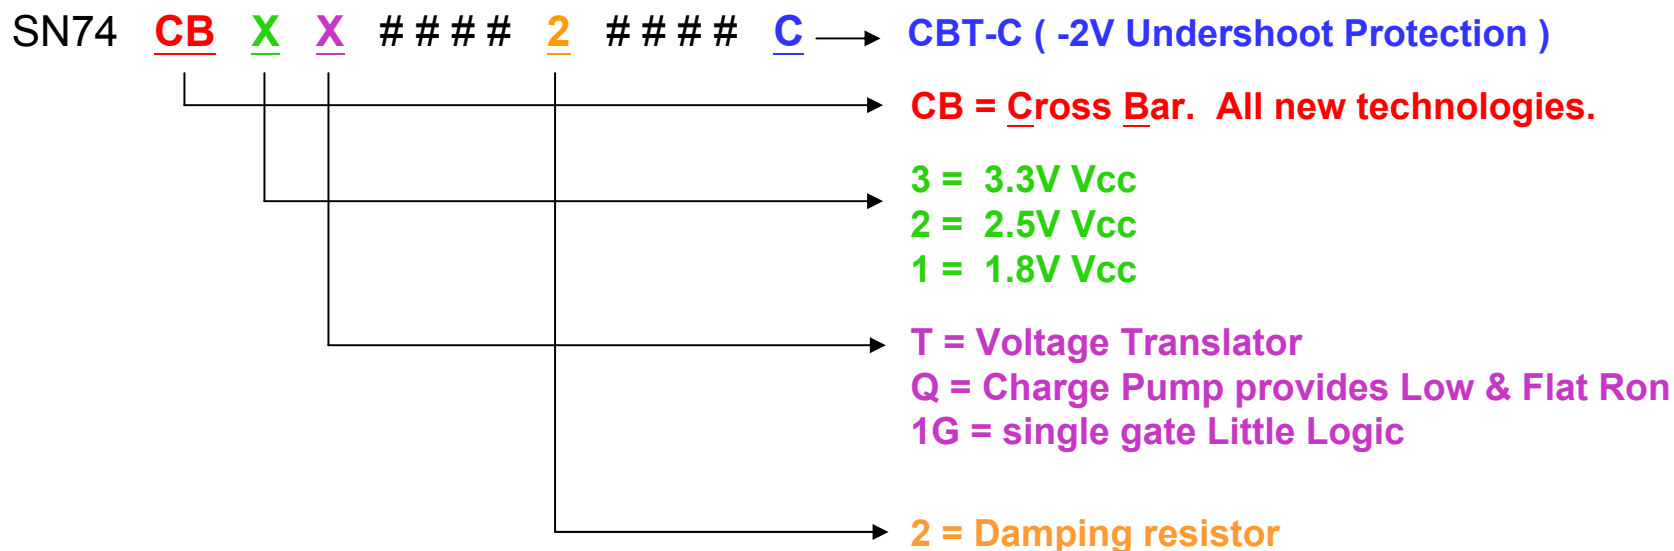 SN74 CB X X # # # # 2 # # # # C CBT-C ( -2V Undershoot Protection )
CB = Cross Bar. All new technologies.
3 = 3.3V Vcc
2 = 2.5V Vcc
1 = 1.8V Vcc
T = Voltage Translator
Q = Charge Pump provides Low & Flat Ron
1G = single gate Little Logic
2 = Damping resistor